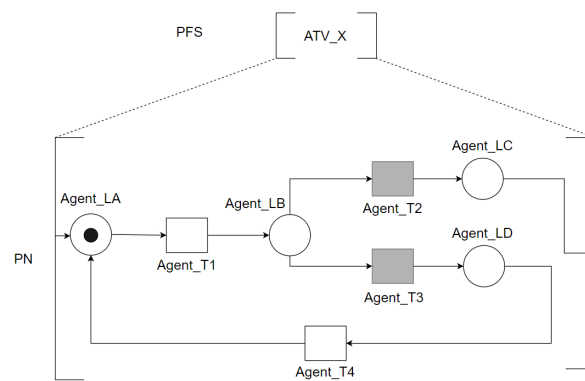 PFS
ATV_X
Agent_LC
Agent_LA
Agent_LB
Agent_T2
Agent_LD
PN
Agent_T1
Agent_T3
Agent_T4